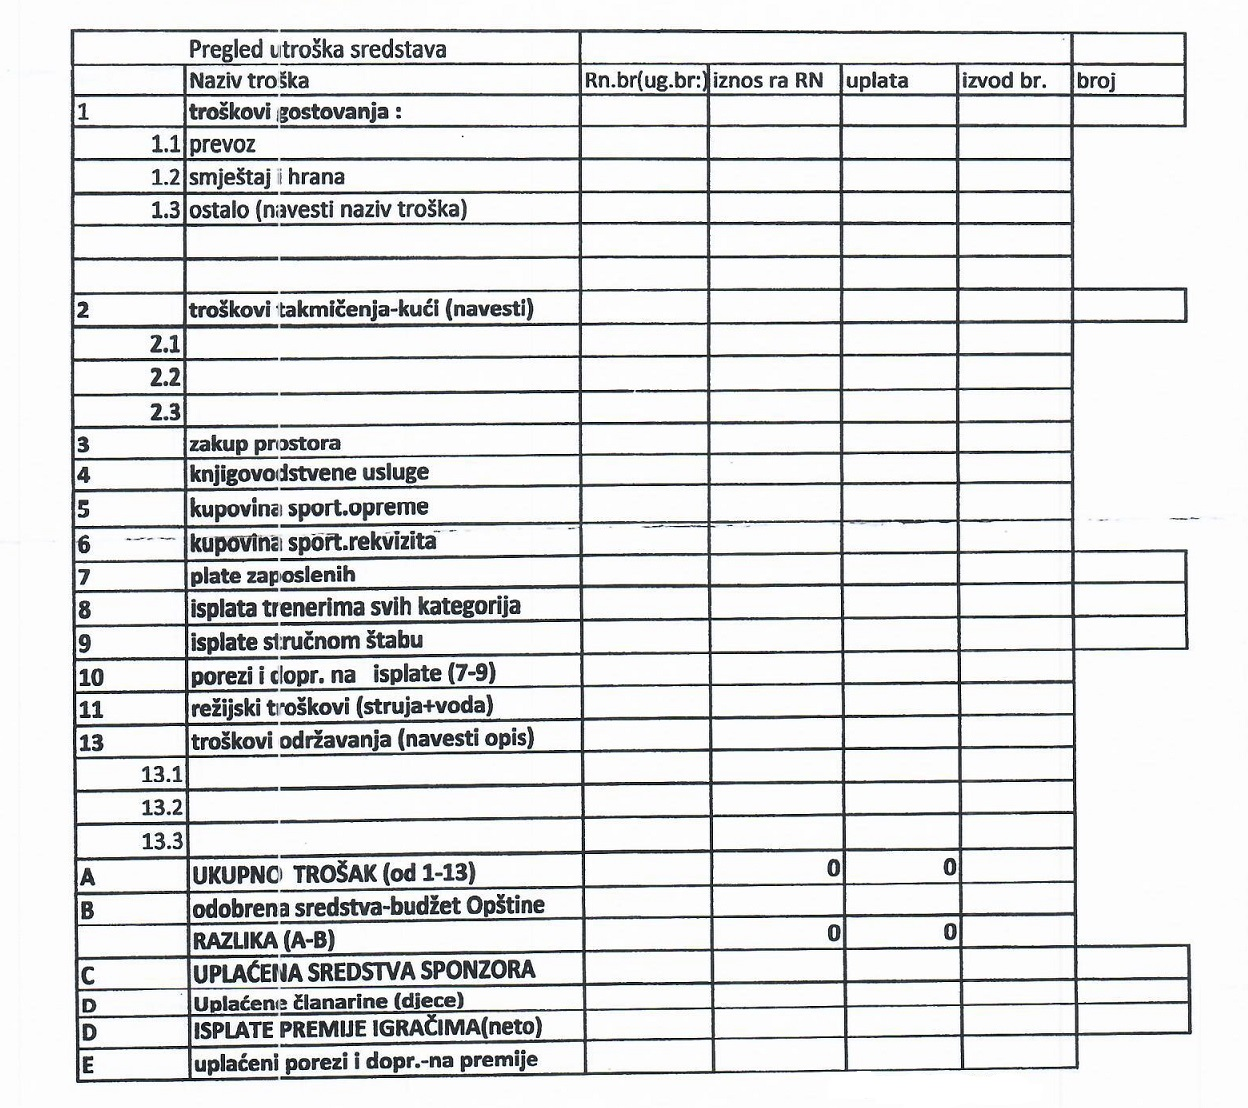 Pregled utroška sredstava
Naziv troška Rn.br(ug.br:) iznos ra RN uplata izvod br. broj
1 troškovi gostovanja :
1.1 prevoz
1.2 smještaj i hrana
1.3 ostalo (navesti naziv troška)
2 troškovi takmičenja-kući (navesti)
2.1
2.2
2.3
3 zakup prostora
4 knjigovodstvene usluge
5 kupovina sport.opreme
6 kupovina sport.rekvizita
7 plate zaposlenih
8 isplata trenerima svih kategorija
9 isplate stručnom štabu
10 porezi i dopr. na isplate (7-9)
11 režijski troškovi (struja+voda)
13 troškovi održavanja (navesti opis)
13.1
13.2
13.3
A UKUPNO TROŠAK (od 1-13) 0 0
B odobrena sredstva-budžet Opštine
RAZLIKA (A-B) 0 0
C UPLAĆENA SREDSTVA SPONZORA
D Uplaćene članarine (djece)
D ISPLATE PREMIJE IGRAČIMA(neto)
E uplaćeni porezi i dopr.-na premije